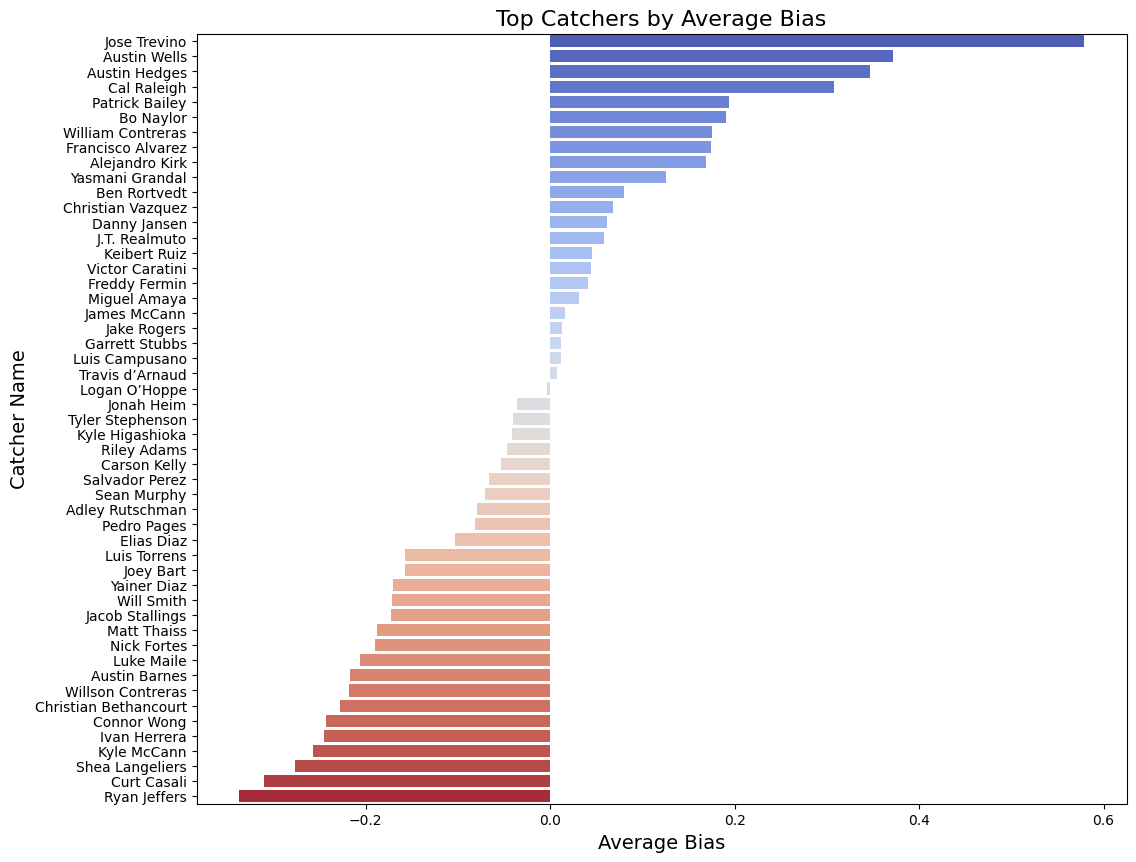 Top Catchers by Average Bias
Jose Trevino
Austin Wells
Austin Hedges
Cal Raleigh
Patrick Bailey
Bo Naylor
William Contreras
Francisco Alvarez
Alejandro Kirk
Yasmani Grandal
Ben Rortvedt
Christian Vazquez
Danny Jansen
J.T. Realmuto
Keibert Ruiz
Victor Caratini
Freddy Fermin
Miguel Amaya
James McCann
Jake Rogers
Garrett Stubbs
Luis Campusano
Travis d’Arnaud
Logan O’Hoppe
Jonah Heim
Tyler Stephenson
Kyle Higashioka
Riley Adams
Carson Kelly
Salvador Perez
Sean Murphy
Adley Rutschman
Pedro Pages
Elias Diaz
Luis Torrens
Joey Bart
Yainer Diaz
Will Smith
Jacob Stallings
Matt Thaiss
Nick Fortes
Luke Maile
Austin Barnes
Willson Contreras
Christian Bethancourt
Connor Wong
Ivan Herrera
Kyle McCann
Shea Langeliers
Curt Casali
Ryan Jeffers
Catcher Name
−0.2 0.0 0.2 0.4 0.6
Average Bias